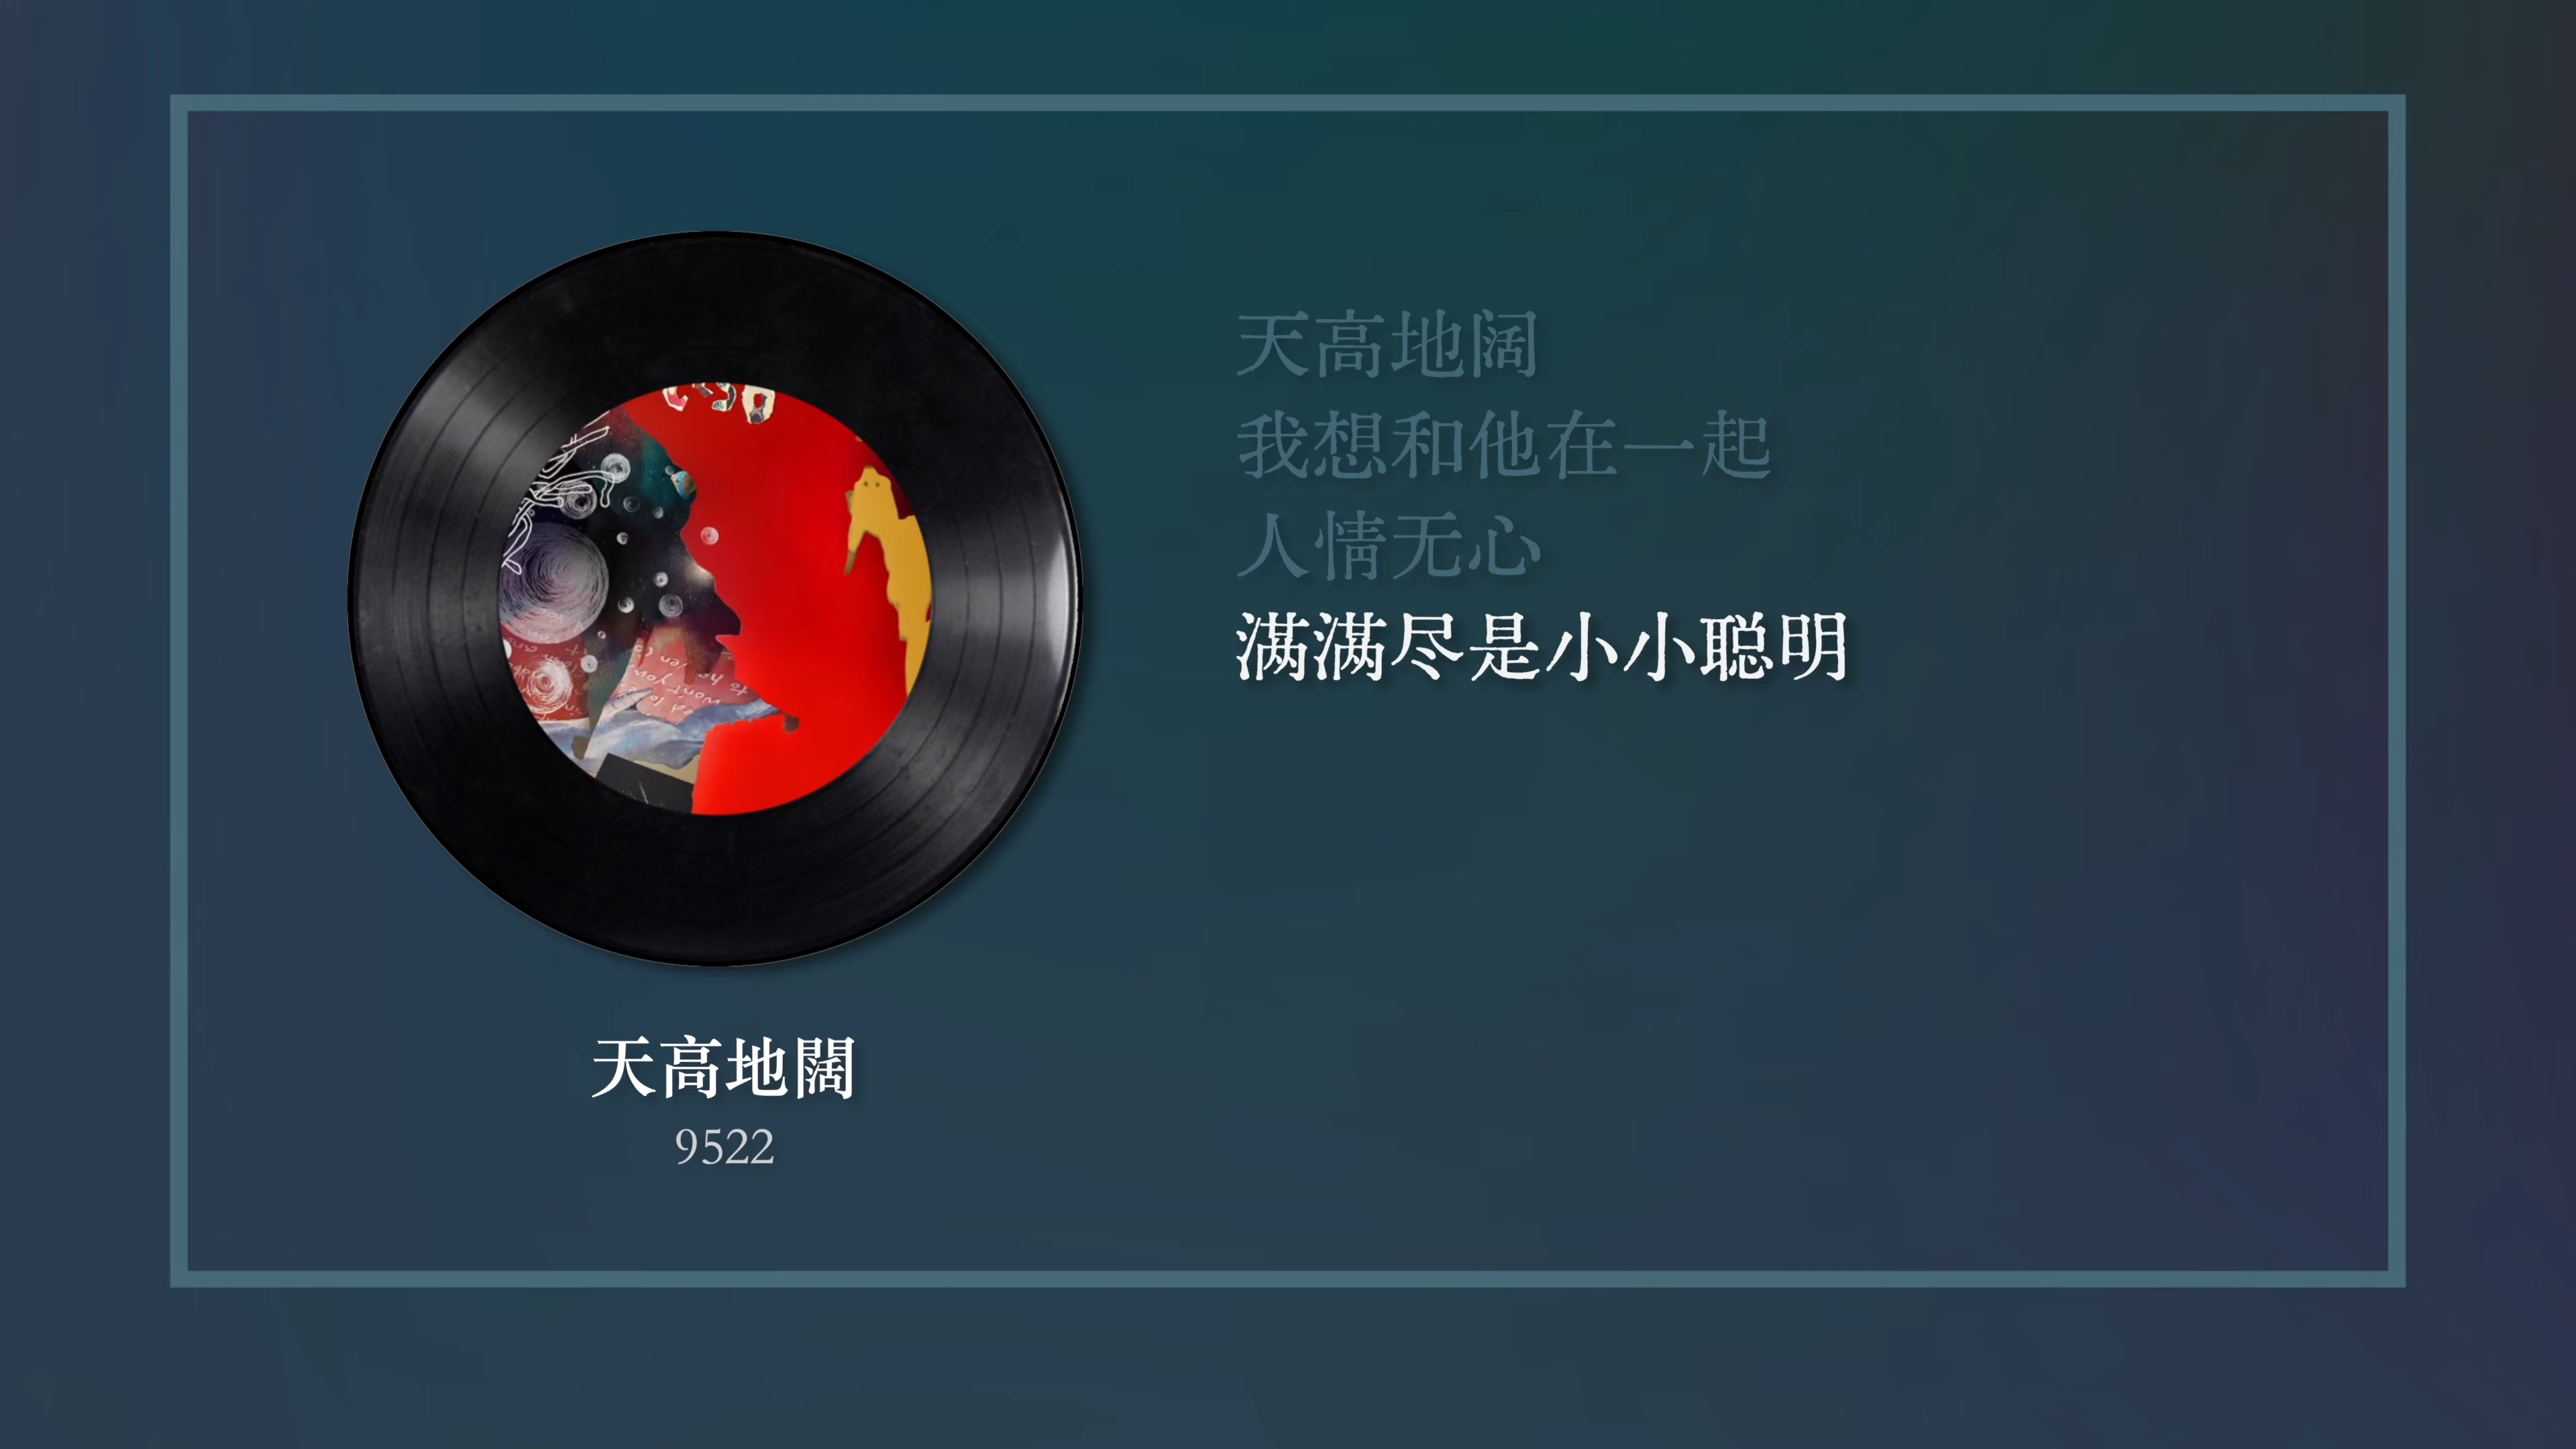 天高地阔
我想和他在一起
人情无心
满满尽是小小聪明
天高地闊
9522